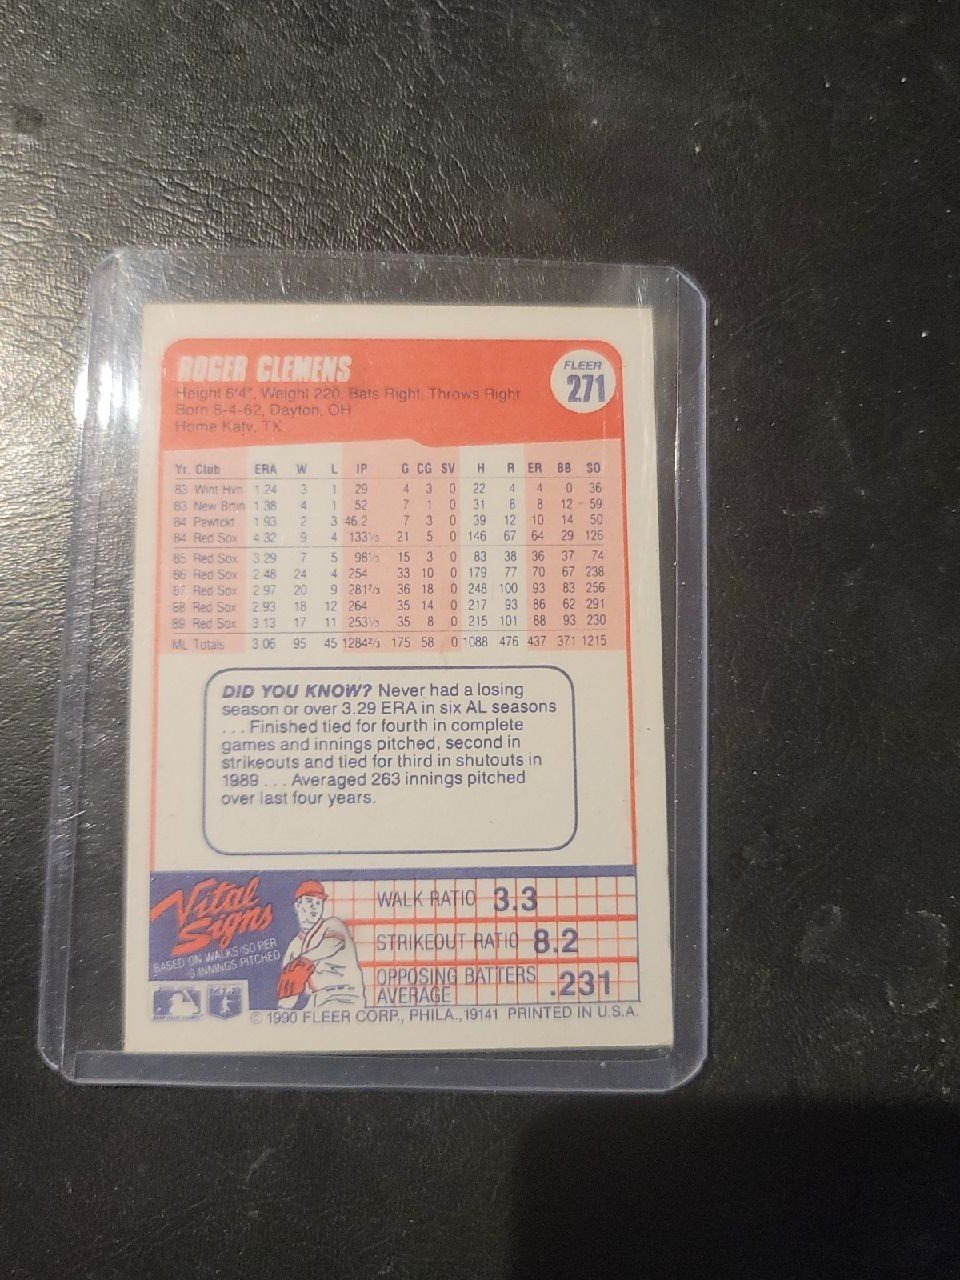 ROGER CLEMENS
FLEER
271
Height 6'4", Weight 220, Bats Right, Throws Right
Born 8-4-62, Dayton, OH
Home Katy, TX
Yr. Club ERA W L IP G CG SV H R ER BB SO
83 Wint Hvn 1.24 3 1 29 4 3 0 22 4 4 0 36
83 New Britn 1.38 4 1 52 7 1 0 31 8 8 12 59
84 Pawtckt 1.93 2 3 46.2 7 3 0 39 12 10 14 50
84 Red Sox 4.32 9 4 133⅓ 21 5 0 146 67 64 29 126
85 Red Sox 3.29 7 5 98⅓ 15 3 0 83 38 36 37 74
86 Red Sox 2.48 24 4 254 33 10 0 179 77 70 67 238
87 Red Sox 2.97 20 9 281⅔ 36 18 0 248 100 93 83 256
88 Red Sox 2.93 18 12 264 35 14 0 217 93 86 62 291
89 Red Sox 3.13 17 11 253⅓ 35 8 0 215 101 88 93 230
ML Totals 3.06 95 45 1284⅔ 175 58 0 1088 476 437 371 1215
DID YOU KNOW? Never had a losing
season or over 3.29 ERA in six AL seasons
. . . Finished tied for fourth in complete
games and innings pitched, second in
strikeouts and tied for third in shutouts in
1989 . . . Averaged 263 innings pitched
over last four years.
Vital
Signs
BASED ON WALKS/SO PER
9 INNINGS PITCHED
WALK RATIO 3.3
STRIKEOUT RATIO 8.2
OPPOSING BATTERS
AVERAGE .231
© 1990 FLEER CORP., PHILA., 19141 PRINTED IN U.S.A.